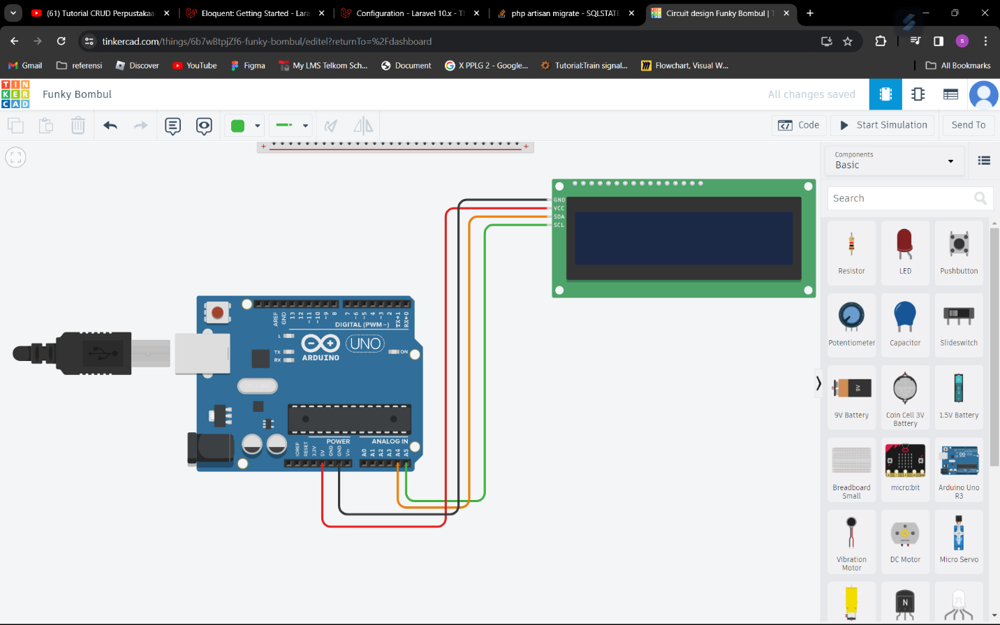 (61) Tutorial CRUD Perpustakaa
Eloquent: Getting Started - Lara
Configuration - Laravel 10.x - Th
php artisan migrate - SQLSTATE
Circuit design Funky Bombul | T
tinkercad.com/things/6b7wBtpjZf6-funky-bombul/editel?returnTo=%2Fdashboard
S
Gmail
referensi
Discover
YouTube
Figma
My LMS Telkom Sch...
Document
X PPLG 2 - Google...
Tutorial:Train signal...
Flowchart, Visual W...
All Bookmarks
TIN
KER
CAD
Funky Bombul
All changes saved
Code
Start Simulation
Send To
Components
Basic
Search
GND
VCC
SDA
SCL
AREF
GND
13
12
~11
~10
~9
8
7
~6
~5
~4
~3
2
TX→1
RX←0
DIGITAL (PWM~)
L
TX
RX
ARDUINO
UNO
ON
POWER
ANALOG IN
IOREF
RESET
3.3V
5V
GND
GND
Vin
A0
A1
A2
A3
A4
A5
Resistor
LED
Pushbutton
Potentiometer
Capacitor
Slideswitch
9V
9V Battery
Coin Cell 3V
Battery
1.5V Battery
Breadboard
Small
micro:bit
Arduino Uno
R3
Vibration
Motor
DC Motor
Micro Servo
N